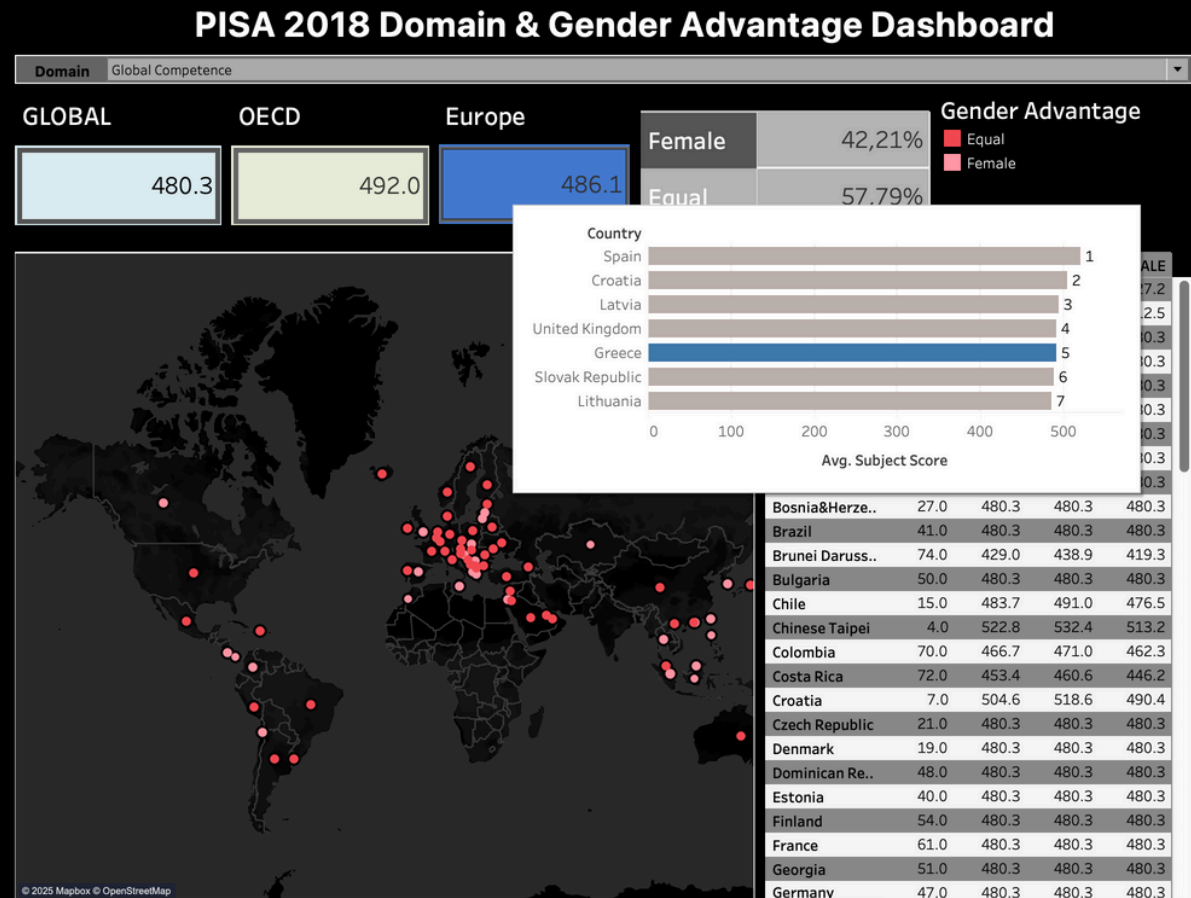 PISA 2018 Domain & Gender Advantage Dashboard
Domain Global Competence
GLOBAL OECD Europe
480.3 492.0 486.1
Female 42,21%
Equal 57,79%
Gender Advantage
Equal
Female
Country
Spain 1
Croatia 2
Latvia 3
United Kingdom 4
Greece 5
Slovak Republic 6
Lithuania 7
0 100 200 300 400 500
Avg. Subject Score
Bosnia&Herze.. 27.0 480.3 480.3 480.3
Brazil 41.0 480.3 480.3 480.3
Brunei Daruss.. 74.0 429.0 438.9 419.3
Bulgaria 50.0 480.3 480.3 480.3
Chile 15.0 483.7 491.0 476.5
Chinese Taipei 4.0 522.8 532.4 513.2
Colombia 70.0 466.7 471.0 462.3
Costa Rica 72.0 453.4 460.6 446.2
Croatia 7.0 504.6 518.6 490.4
Czech Republic 21.0 480.3 480.3 480.3
Denmark 19.0 480.3 480.3 480.3
Dominican Re.. 48.0 480.3 480.3 480.3
Estonia 40.0 480.3 480.3 480.3
Finland 54.0 480.3 480.3 480.3
France 61.0 480.3 480.3 480.3
Georgia 51.0 480.3 480.3 480.3
Germany 47.0 480.3 480.3 480.3
© 2025 Mapbox © OpenStreetMap